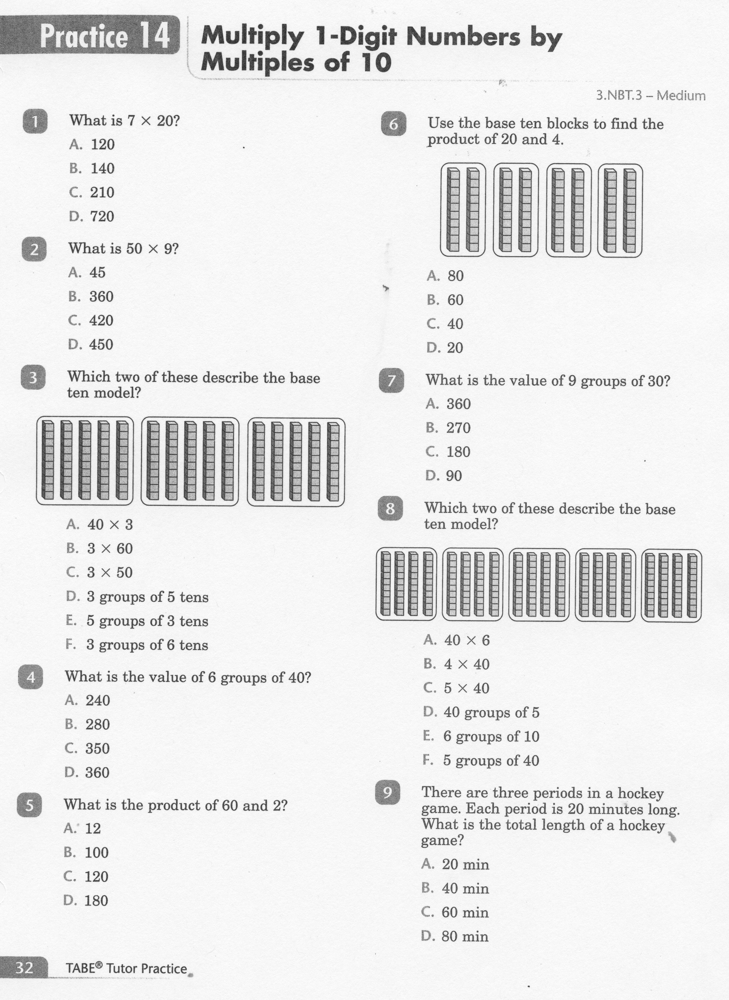 Practice 14
Multiply 1-Digit Numbers by
Multiples of 10
3.NBT.3 – Medium
1 What is 7 × 20?
A. 120
B. 140
C. 210
D. 720
2 What is 50 × 9?
A. 45
B. 360
C. 420
D. 450
3 Which two of these describe the base
ten model?
A. 40 × 3
B. 3 × 60
C. 3 × 50
D. 3 groups of 5 tens
E. 5 groups of 3 tens
F. 3 groups of 6 tens
4 What is the value of 6 groups of 40?
A. 240
B. 280
C. 350
D. 360
5 What is the product of 60 and 2?
A. 12
B. 100
C. 120
D. 180
6 Use the base ten blocks to find the
product of 20 and 4.
A. 80
B. 60
C. 40
D. 20
7 What is the value of 9 groups of 30?
A. 360
B. 270
C. 180
D. 90
8 Which two of these describe the base
ten model?
A. 40 × 6
B. 4 × 40
C. 5 × 40
D. 40 groups of 5
E. 6 groups of 10
F. 5 groups of 40
9 There are three periods in a hockey
game. Each period is 20 minutes long.
What is the total length of a hockey
game?
A. 20 min
B. 40 min
C. 60 min
D. 80 min
32 TABE® Tutor Practice